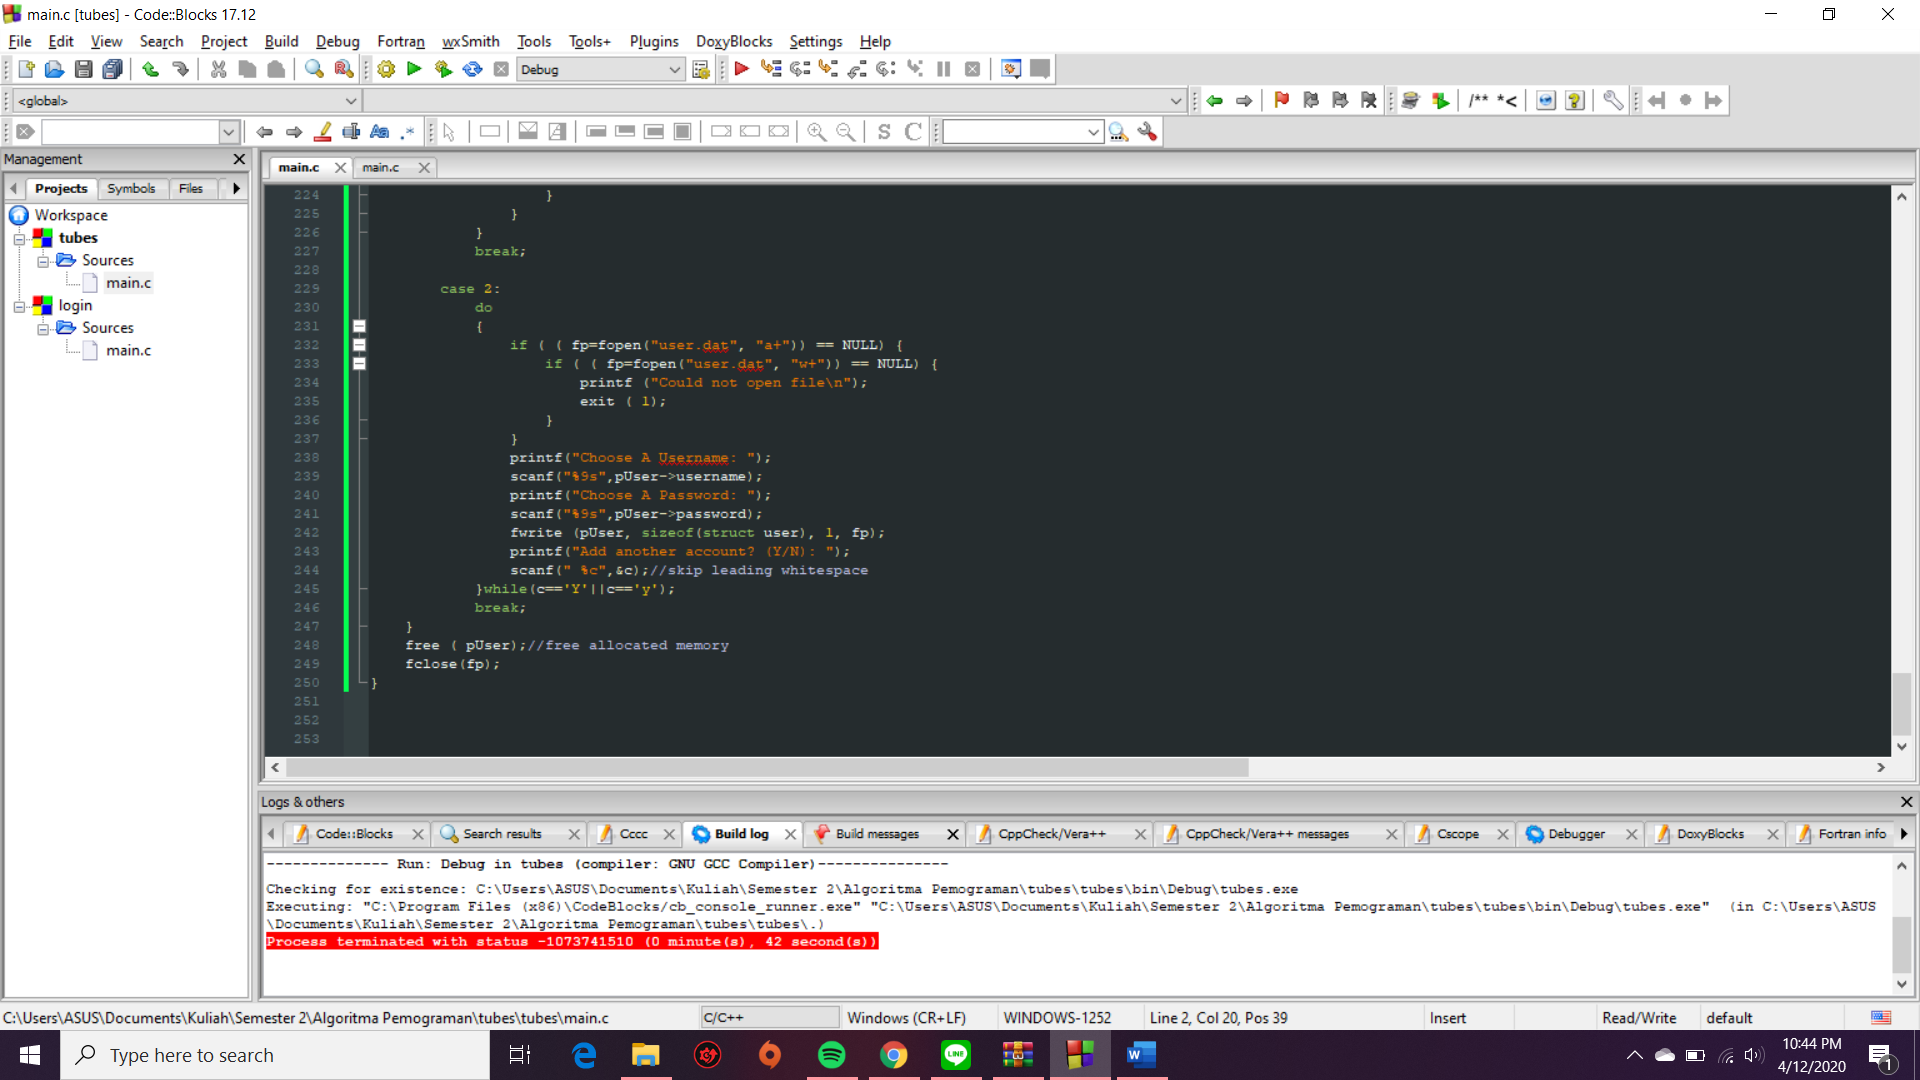 main.c [tubes] - Code::Blocks 17.12
File Edit View Search Project Build Debug Fortran wxSmith Tools Tools+ Plugins DoxyBlocks Settings Help
Debug
<global>
/** *<
Management
main.c main.c
Projects Symbols Files
Workspace
tubes
Sources
main.c
login
Sources
main.c
224 }
225 }
226 }
227 break;
228
229 case 2:
230 do
231 {
232 if ( ( fp=fopen("user.dat", "a+")) == NULL) {
233 if ( ( fp=fopen("user.dat", "w+")) == NULL) {
234 printf ("Could not open file\n");
235 exit ( 1);
236 }
237 }
238 printf("Choose A Username: ");
239 scanf("%9s",pUser->username);
240 printf("Choose A Password: ");
241 scanf("%9s",pUser->password);
242 fwrite (pUser, sizeof(struct user), 1, fp);
243 printf("Add another account? (Y/N): ");
244 scanf(" %c",&c);//skip leading whitespace
245 }while(c=='Y'||c=='y');
246 break;
247 }
248 free ( pUser);//free allocated memory
249 fclose(fp);
250 }
251
252
253
Logs & others
Code::Blocks Search results Cccc Build log Build messages CppCheck/Vera++ CppCheck/Vera++ messages Cscope Debugger DoxyBlocks Fortran info
-------------- Run: Debug in tubes (compiler: GNU GCC Compiler)---------------
Checking for existence: C:\Users\ASUS\Documents\Kuliah\Semester 2\Algoritma Pemograman\tubes\tubes\bin\Debug\tubes.exe
Executing: "C:\Program Files (x86)\CodeBlocks/cb_console_runner.exe" "C:\Users\ASUS\Documents\Kuliah\Semester 2\Algoritma Pemograman\tubes\tubes\bin\Debug\tubes.exe" (in C:\Users\ASUS
\Documents\Kuliah\Semester 2\Algoritma Pemograman\tubes\tubes\.)
Process terminated with status -1073741510 (0 minute(s), 42 second(s))
C:\Users\ASUS\Documents\Kuliah\Semester 2\Algoritma Pemograman\tubes\tubes\main.c C/C++ Windows (CR+LF) WINDOWS-1252 Line 2, Col 20, Pos 39 Insert Read/Write default
Type here to search
10:44 PM
4/12/2020
1